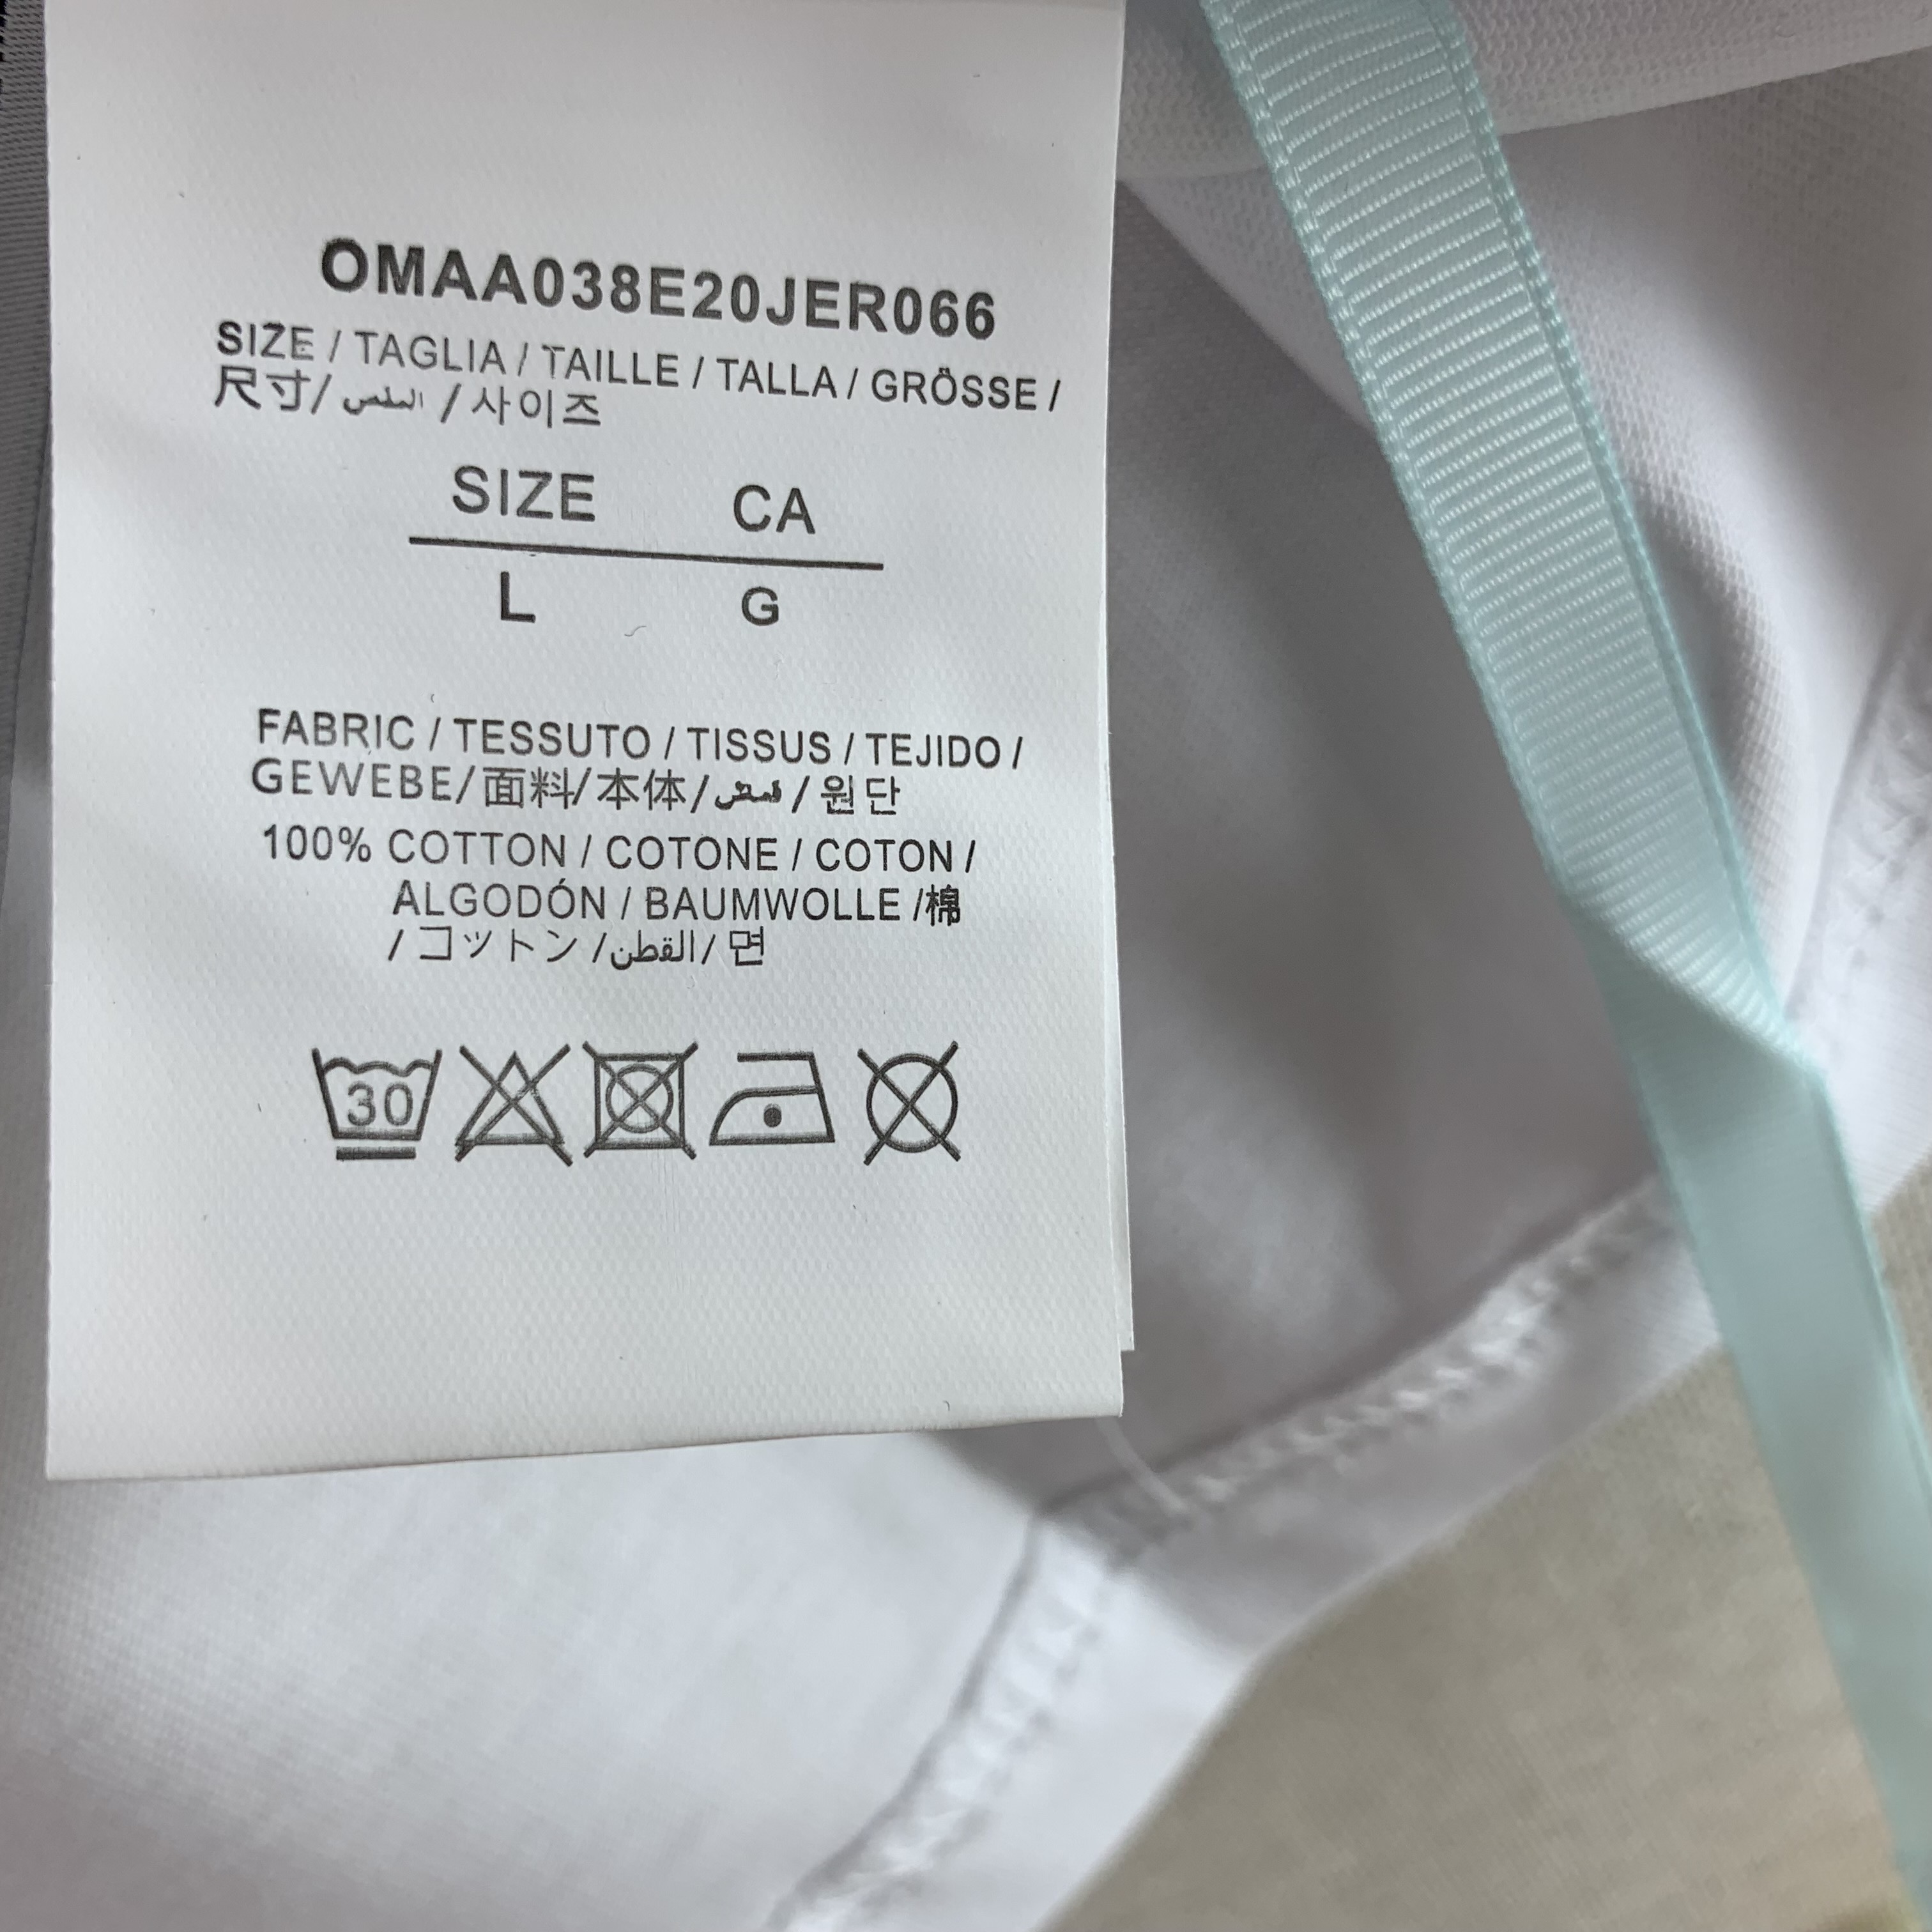 OMAA038E20JER066
SIZE / TAGLIA / TAILLE / TALLA / GRÖSSE /
尺寸/ / 사이즈
SIZE CA
L G
FABRIC / TESSUTO / TISSUS / TEJIDO /
GEWEBE/面料/本体/ / 원단
100% COTTON / COTONE / COTON /
ALGODÓN / BAUMWOLLE /棉
/コットン/القطن/ 면
30